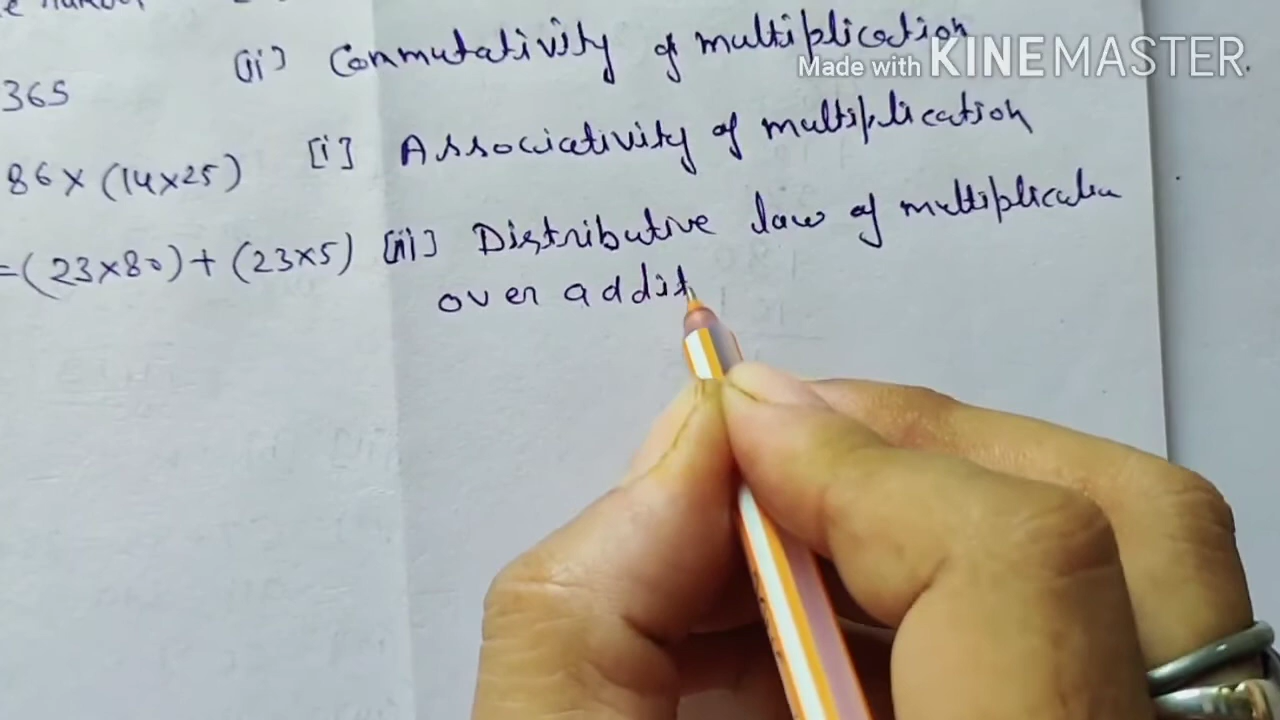 (ii) Commutativity of multiplication
Made with KINEMASTER
365
86 × (14×25) [i] Associativity of multiplication
=(23×80)+(23×5) [ii] Distributive law of
over addit